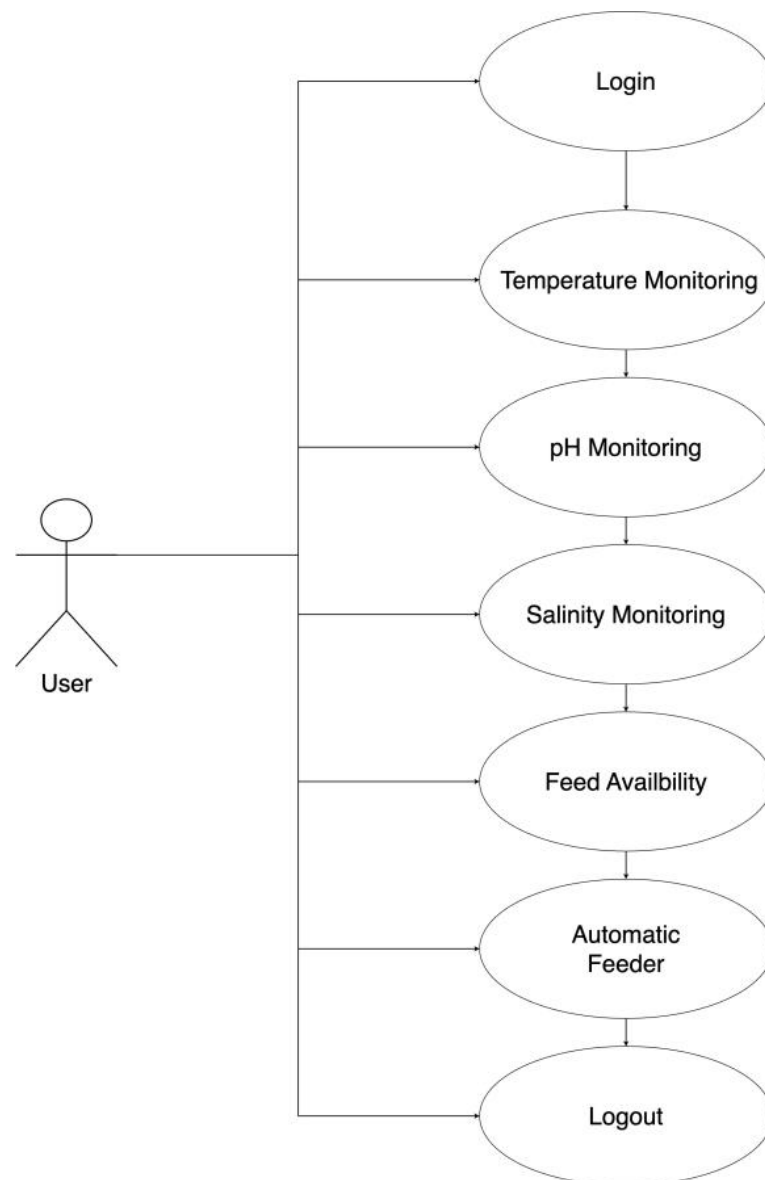 Login
Temperature Monitoring
pH Monitoring
Salinity Monitoring
User
Feed Availbility
Automatic
Feeder
Logout